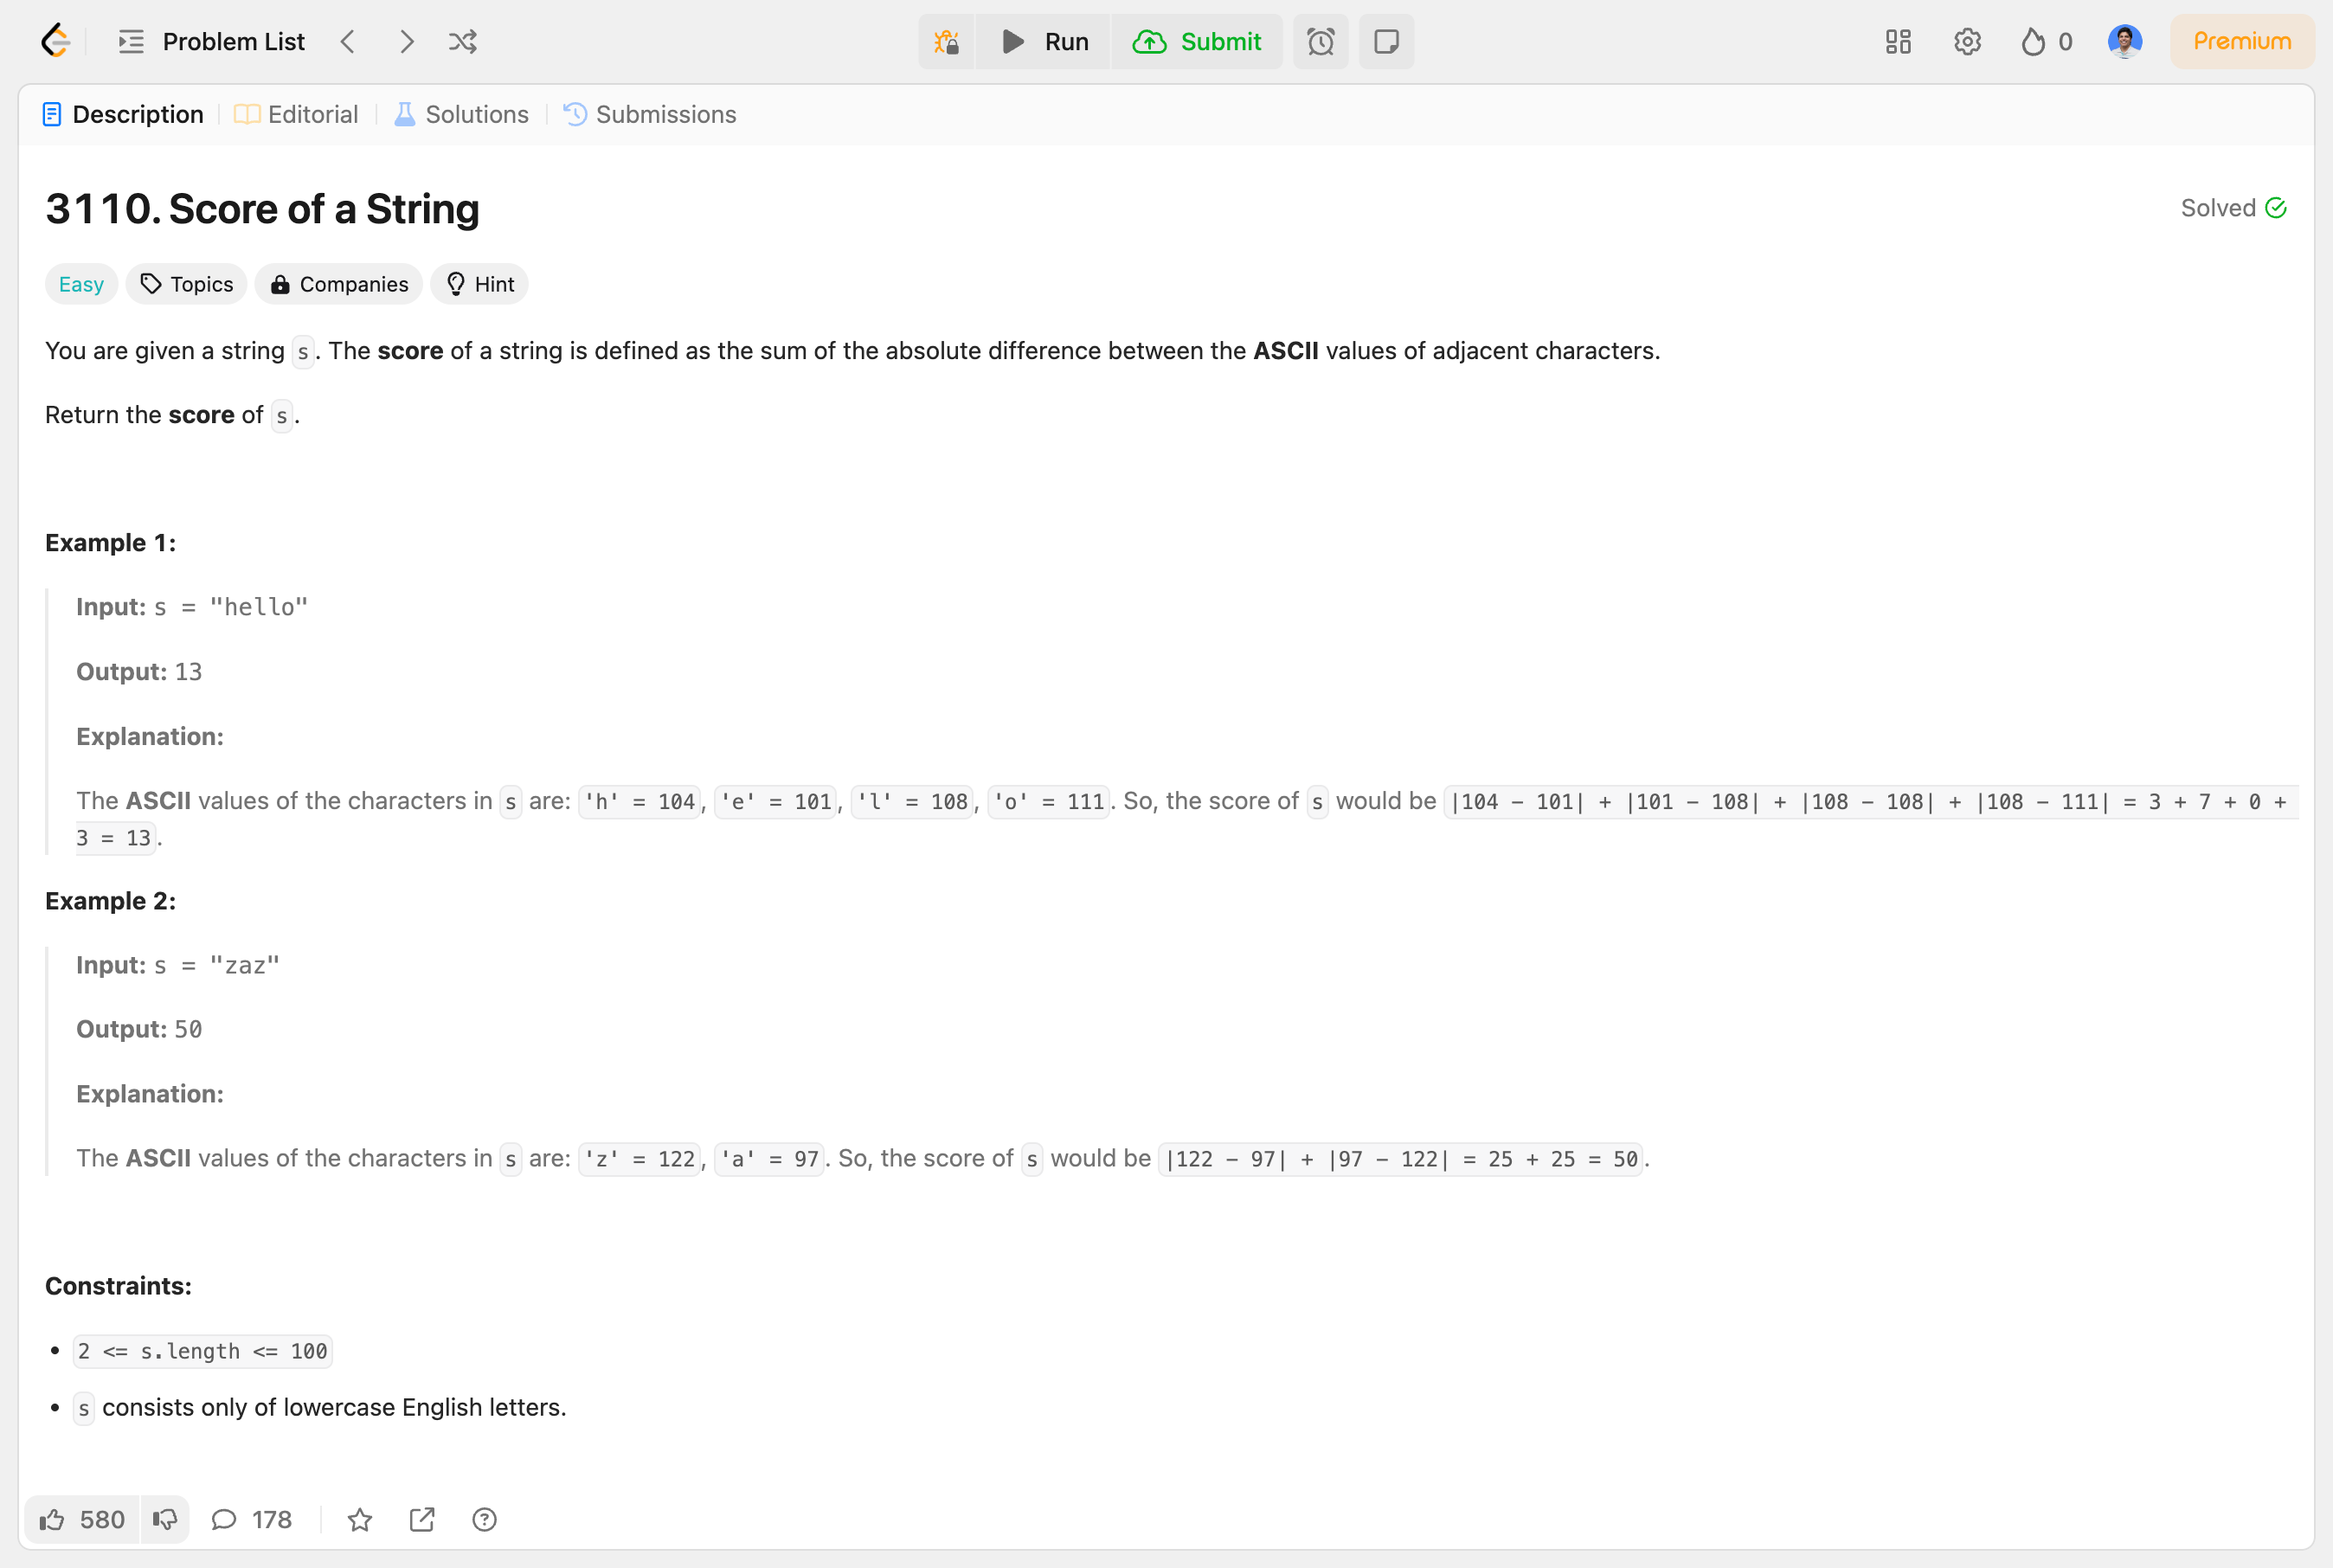 Problem List Run Submit 0 Premium
Description Editorial Solutions Submissions
3110. Score of a String Solved
Easy Topics Companies Hint
You are given a string s. The score of a string is defined as the sum of the absolute difference between the ASCII values of adjacent characters.
Return the score of s.
Example 1:
Input: s = "hello"
Output: 13
Explanation:
The ASCII values of the characters in s are: 'h' = 104, 'e' = 101, 'l' = 108, 'o' = 111. So, the score of s would be |104 - 101| + |101 - 108| + |108 - 108| + |108 - 111| = 3 + 7 + 0 +
3 = 13.
Example 2:
Input: s = "zaz"
Output: 50
Explanation:
The ASCII values of the characters in s are: 'z' = 122, 'a' = 97. So, the score of s would be |122 - 97| + |97 - 122| = 25 + 25 = 50.
Constraints:
• 2 <= s.length <= 100
• s consists only of lowercase English letters.
580 178